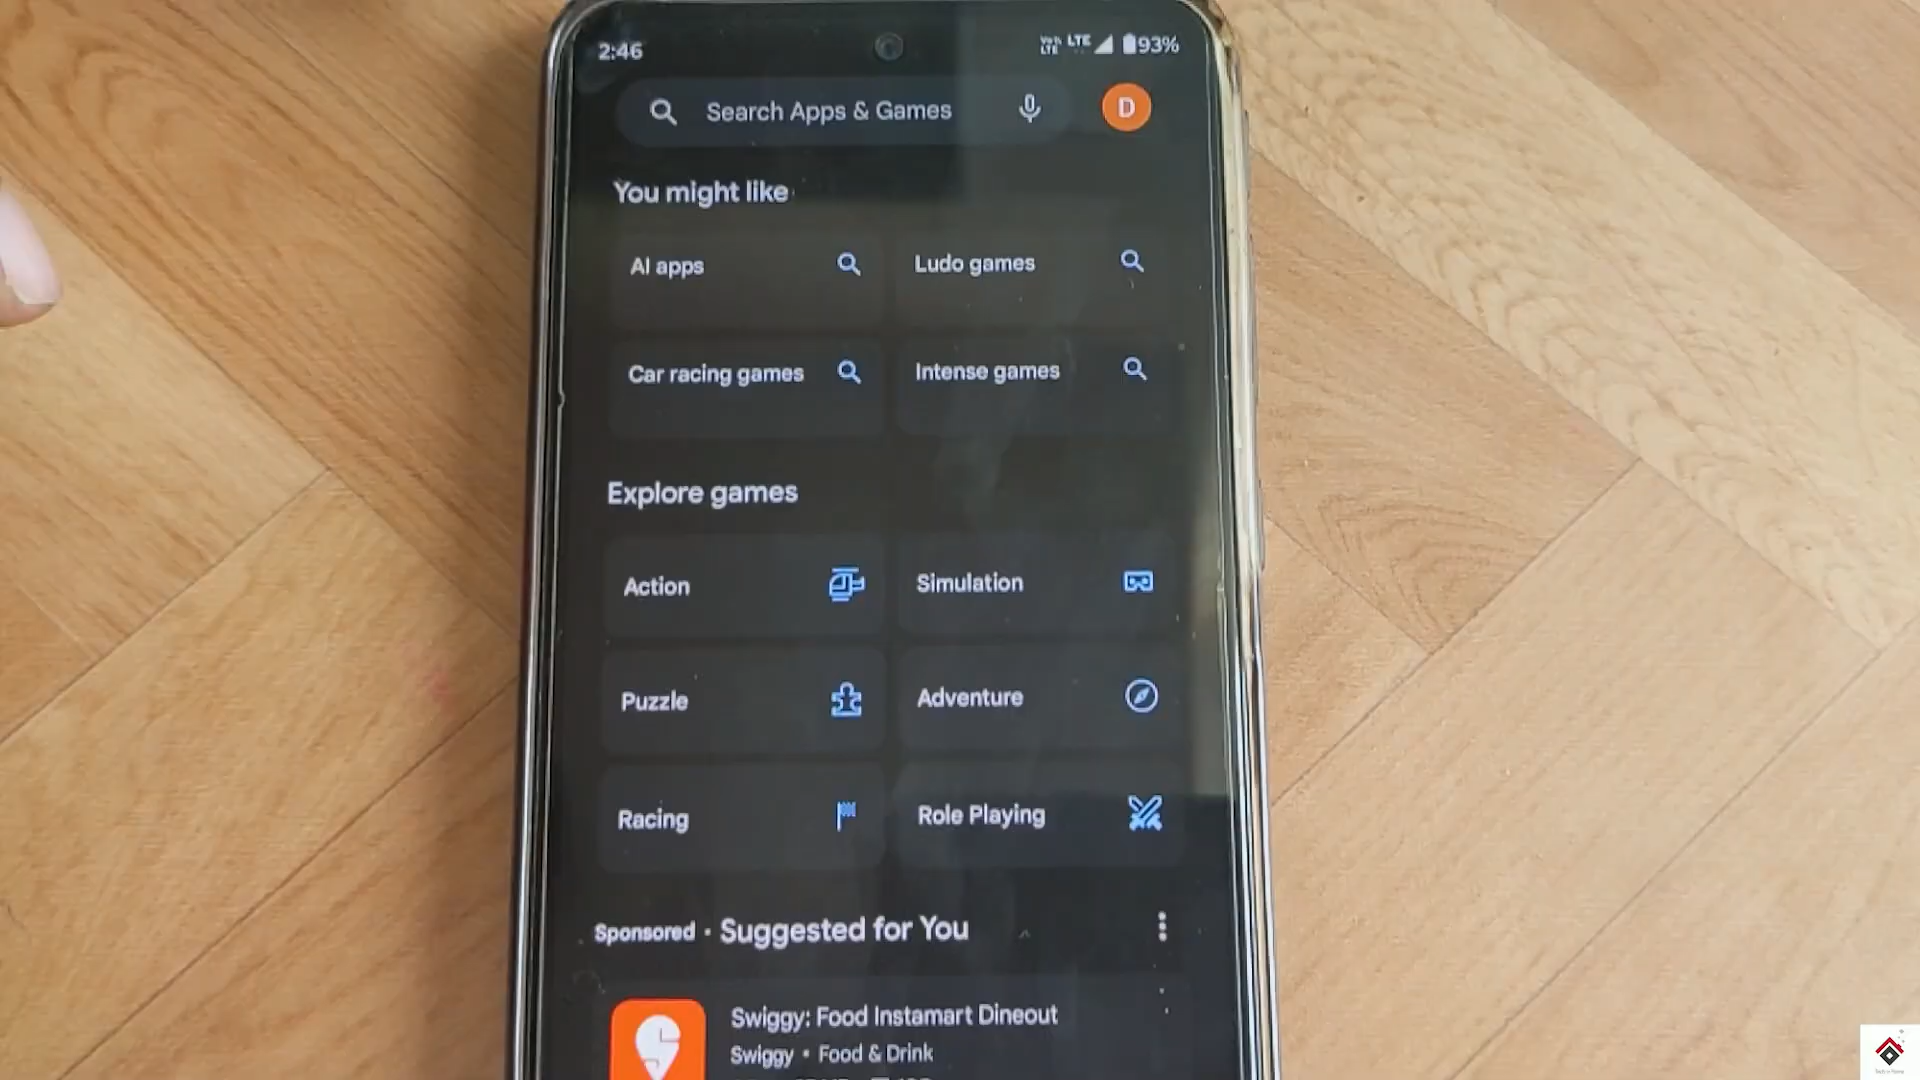 2:46
LTE
LTE
93%
Search Apps & Games
D
You might like
AI apps
Ludo games
Car racing games
Intense games
Explore games
Action
Simulation
Puzzle
Adventure
Racing
Role Playing
Sponsored • Suggested for You
Swiggy: Food Instamart Dineout
Swiggy • Food & Drink